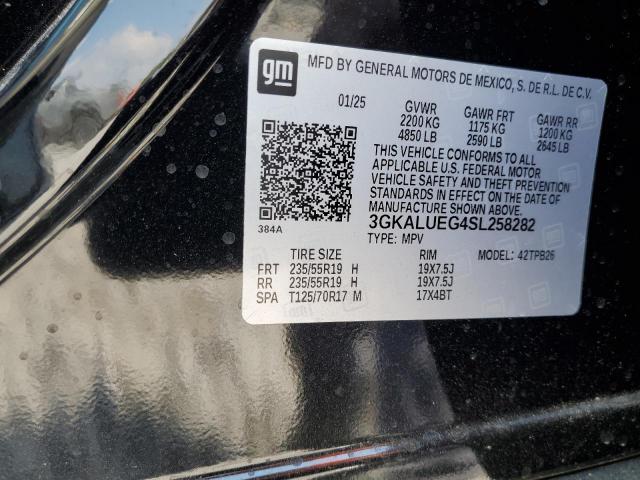 gm
MFD BY GENERAL MOTORS DE MEXICO, S. DE R.L. DE C.V.
01/25 GVWR GAWR FRT GAWR RR
2200 KG 1175 KG 1200 KG
4850 LB 2590 LB 2645 LB
THIS VEHICLE CONFORMS TO ALL
APPLICABLE U.S. FEDERAL MOTOR
VEHICLE SAFETY AND THEFT PREVENTION
STANDARDS IN EFFECT ON THE DATE OF
MANUFACTURE SHOWN ABOVE.
384A 3GKALUEG4SL258282
TYPE: MPV MODEL: 42TPB26
TIRE SIZE RIM
FRT 235/55R19 H 19X7.5J
RR 235/55R19 H 19X7.5J
SPA T125/70R17 M 17X4BT